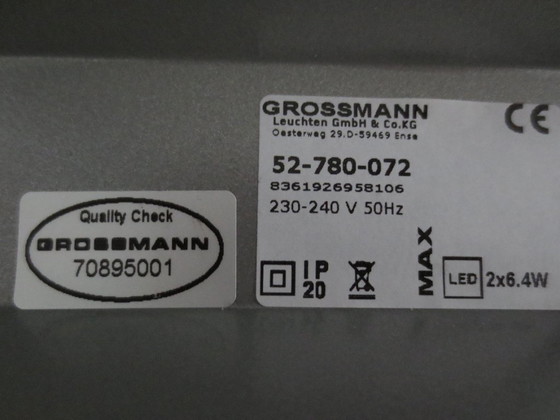 GROSSMANN
Leuchten GmbH & Co.KG
Oesterweg 29.D-59469 Ense
CE
52-780-072
8361926958106
230-240 V 50Hz
IP
20
MAX
LED 2x6.4W
Quality Check
GROSSMANN
70895001